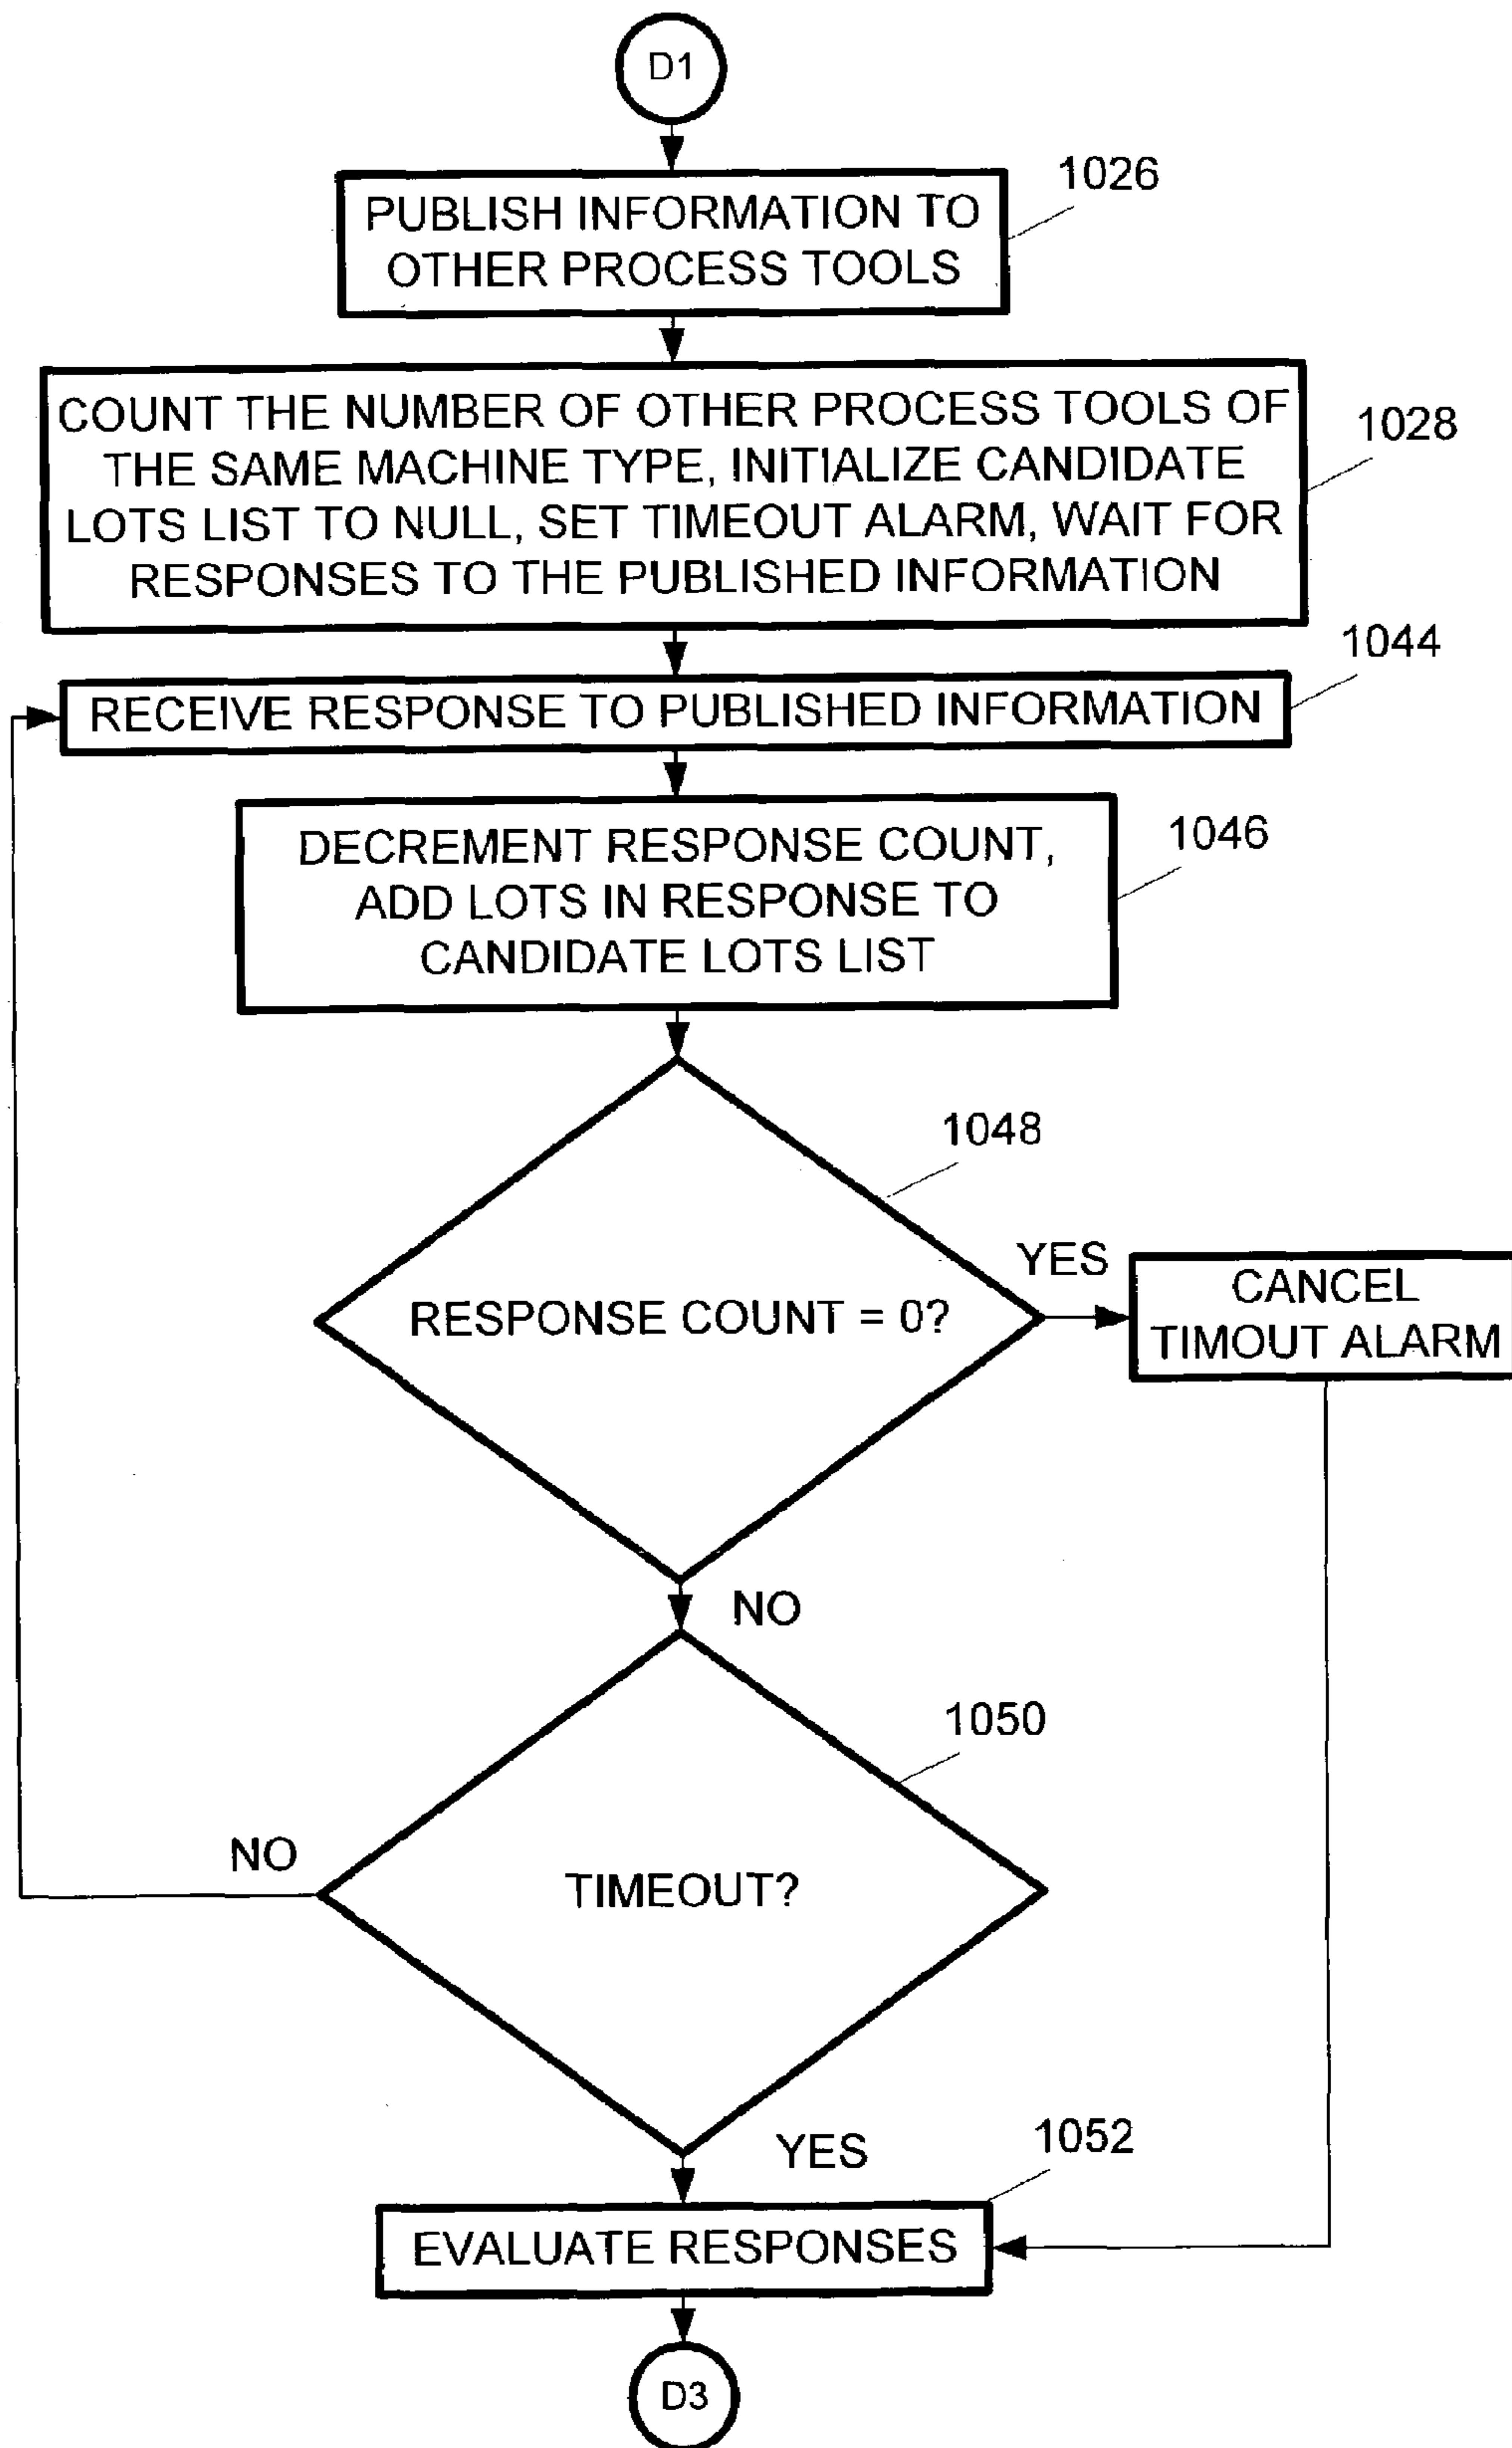 D1
1026
PUBLISH INFORMATION TO
OTHER PROCESS TOOLS
1028
COUNT THE NUMBER OF OTHER PROCESS TOOLS OF
THE SAME MACHINE TYPE, INITIALIZE CANDIDATE
LOTS LIST TO NULL, SET TIMEOUT ALARM, WAIT FOR
RESPONSES TO THE PUBLISHED INFORMATION
1044
RECEIVE RESPONSE TO PUBLISHED INFORMATION
1046
DECREMENT RESPONSE COUNT,
ADD LOTS IN RESPONSE TO
CANDIDATE LOTS LIST
1048
RESPONSE COUNT = 0?
YES
CANCEL
TIMOUT ALARM
NO
1050
TIMEOUT?
NO
YES
1052
EVALUATE RESPONSES
D3